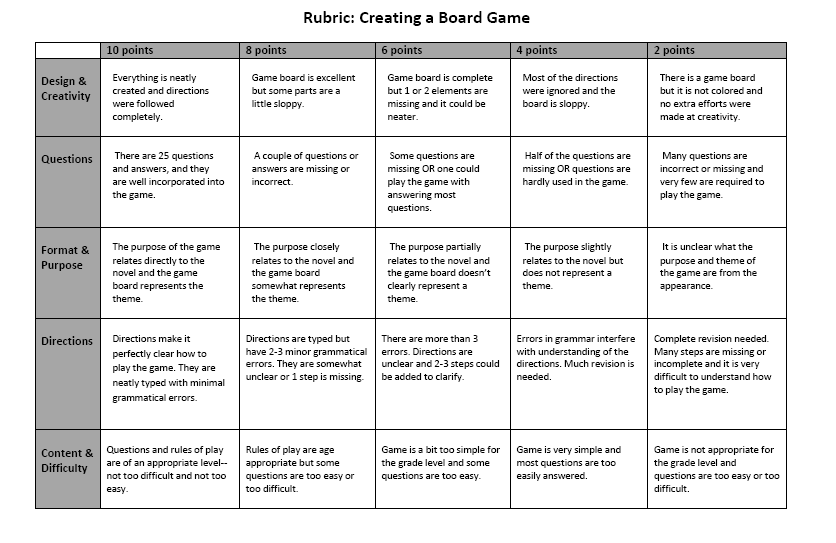 Rubric: Creating a Board Game
10 points
8 points
6 points
4 points
2 points
Design &
Creativity
Everything is neatly
created and directions
were followed
completely.
Game board is excellent
but some parts are a
little sloppy.
Game board is complete
but 1 or 2 elements are
missing and it could be
neater.
Most of the directions
were ignored and the
board is sloppy.
There is a game board
but it is not colored and
no extra efforts were
made at creativity.
Questions
There are 25 questions
and answers, and they
are well incorporated into
the game.
A couple of questions or
answers are missing or
incorrect.
Some questions are
missing OR one could
play the game with
answering most
questions.
Half of the questions are
missing OR questions are
hardly used in the game.
Many questions are
incorrect or missing and
very few are required to
play the game.
Format &
Purpose
The purpose of the game
relates directly to the
novel and the game
board represents the
theme.
The purpose closely
relates to the novel and
the game board
somewhat represents
the theme.
The purpose partially
relates to the novel and
the game board doesn't
clearly represent a
theme.
The purpose slightly
relates to the novel but
does not represent a
theme.
It is unclear what the
purpose and theme of
the game are from the
appearance.
Directions
Directions make it
perfectly clear how to
play the game. They are
neatly typed with minimal
grammatical errors.
Directions are typed but
have 2-3 minor grammatical
errors. They are somewhat
unclear or 1 step is missing.
There are more than 3
errors. Directions are
unclear and 2-3 steps could
be added to clarify.
Errors in grammar interfere
with understanding of the
directions. Much revision is
needed.
Complete revision needed.
Many steps are missing or
incomplete and it is very
difficult to understand how
to play the game.
Content &
Difficulty
Questions and rules of play
are of an appropriate level--
not too difficult and not too
easy.
Rules of play are age
appropriate but some
questions are too easy or
too difficult.
Game is a bit too simple for
the grade level and some
questions are too easy.
Game is very simple and
most questions are too
easily answered.
Game is not appropriate for
the grade level and
questions are too easy or too
difficult.